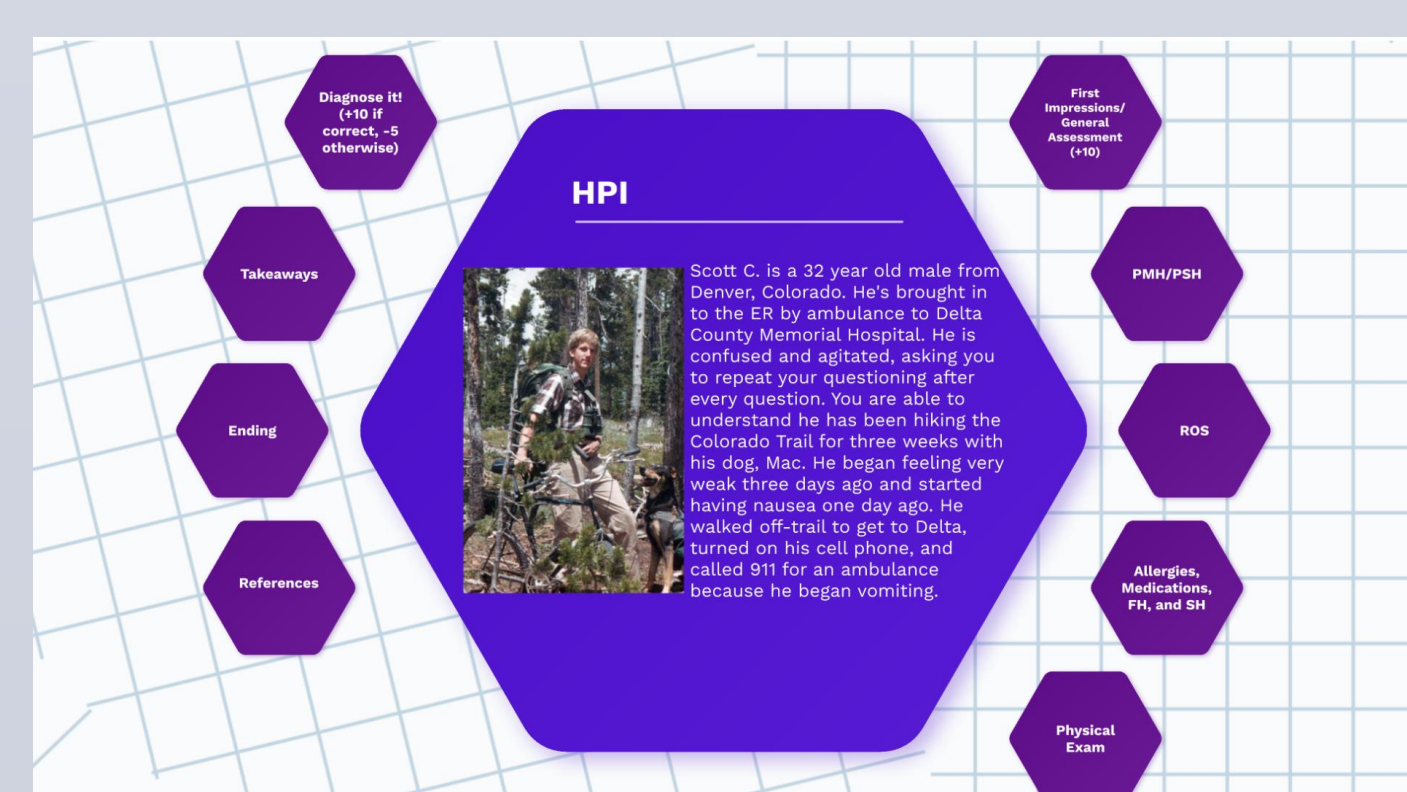 HPI
Scott C. is a 32 year old male from
Denver, Colorado. He's brought in
to the ER by ambulance to Delta
County Memorial Hospital. He is
confused and agitated, asking you
to repeat your questioning after
every question. You are able to
understand he has been hiking the
Colorado Trail for three weeks with
his dog, Mac. He began feeling very
weak three days ago and started
having nausea one day ago. He
walked off-trail to get to Delta,
turned on his cell phone, and
called 911 for an ambulance
because he began vomiting.
First
Impressions/
General
Assessment
(+10)
PMH/PSH
ROS
Allergies,
Medications,
FH, and SH
Physical
Exam
Diagnose it!
(+10 if
correct, -5
otherwise)
Takeaways
Ending
References